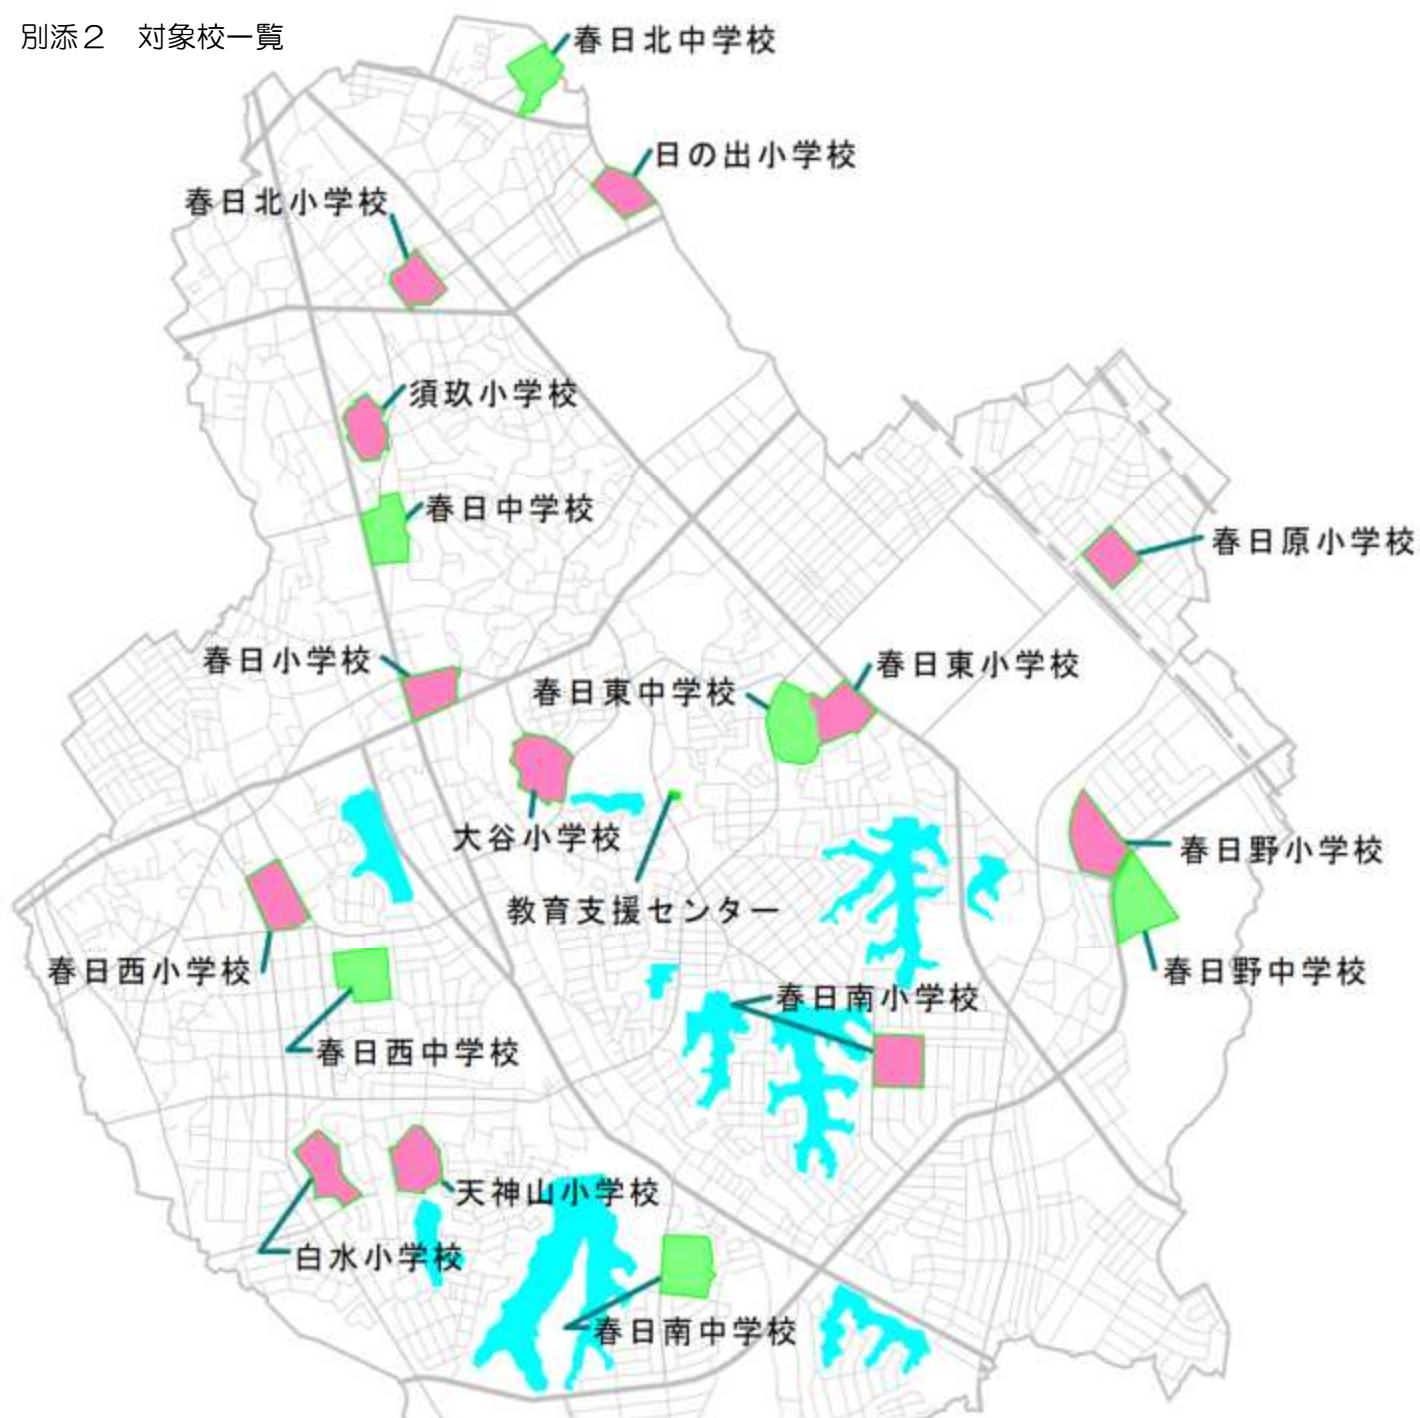 別添２　対象校一覧
春日北中学校
日の出小学校
春日北小学校
須玖小学校
春日中学校
春日原小学校
春日小学校
春日東小学校
春日東中学校
大谷小学校
春日野小学校
教育支援センター
春日西小学校
春日野中学校
春日南小学校
春日西中学校
天神山小学校
白水小学校
春日南中学校